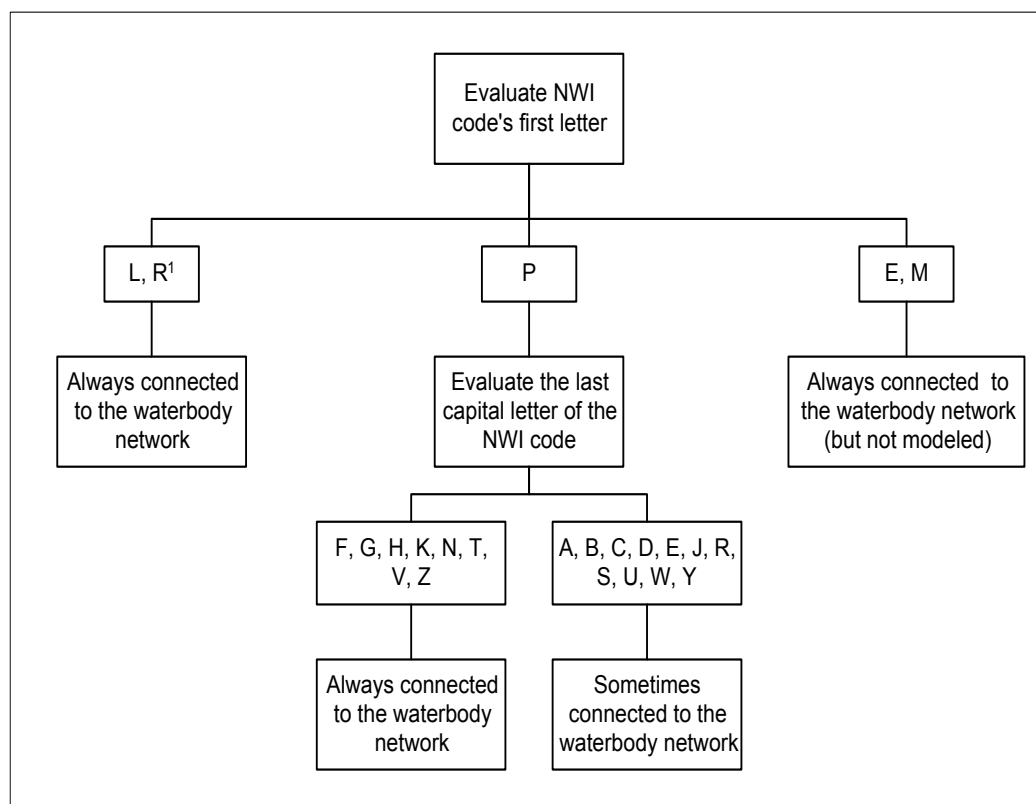 Evaluate NWI
code's first letter
L, R¹
P
E, M
Always connected
to the waterbody
network
Evaluate the last
capital letter of the
NWI code
Always connected to
the waterbody network
(but not modeled)
F, G, H, K, N, T,
V, Z
A, B, C, D, E, J, R,
S, U, W, Y
Always connected
to the waterbody
network
Sometimes
connected to the
waterbody network